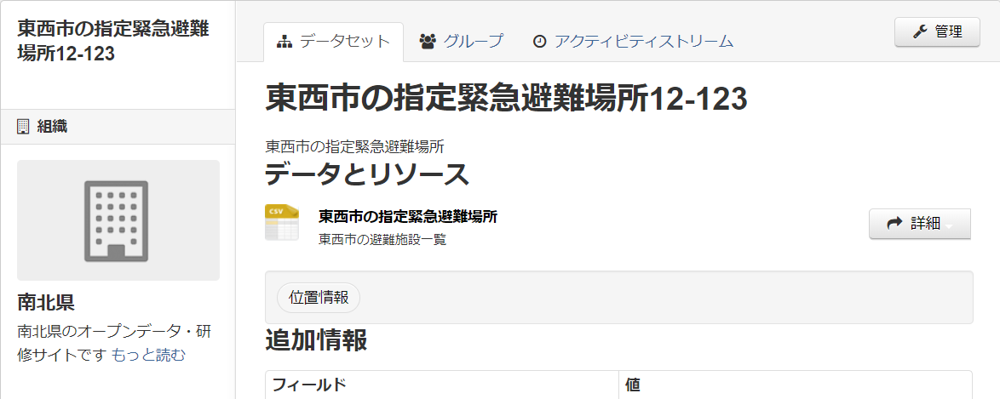 東西市の指定緊急避難
場所12-123
組織
南北県
南北県のオープンデータ・研
修サイトです もっと読む
データセット
グループ
アクティビティストリーム
管理
東西市の指定緊急避難場所12-123
東西市の指定緊急避難場所
データとリソース
CSV
東西市の指定緊急避難場所
東西市の避難施設一覧
詳細
位置情報
追加情報
フィールド
値